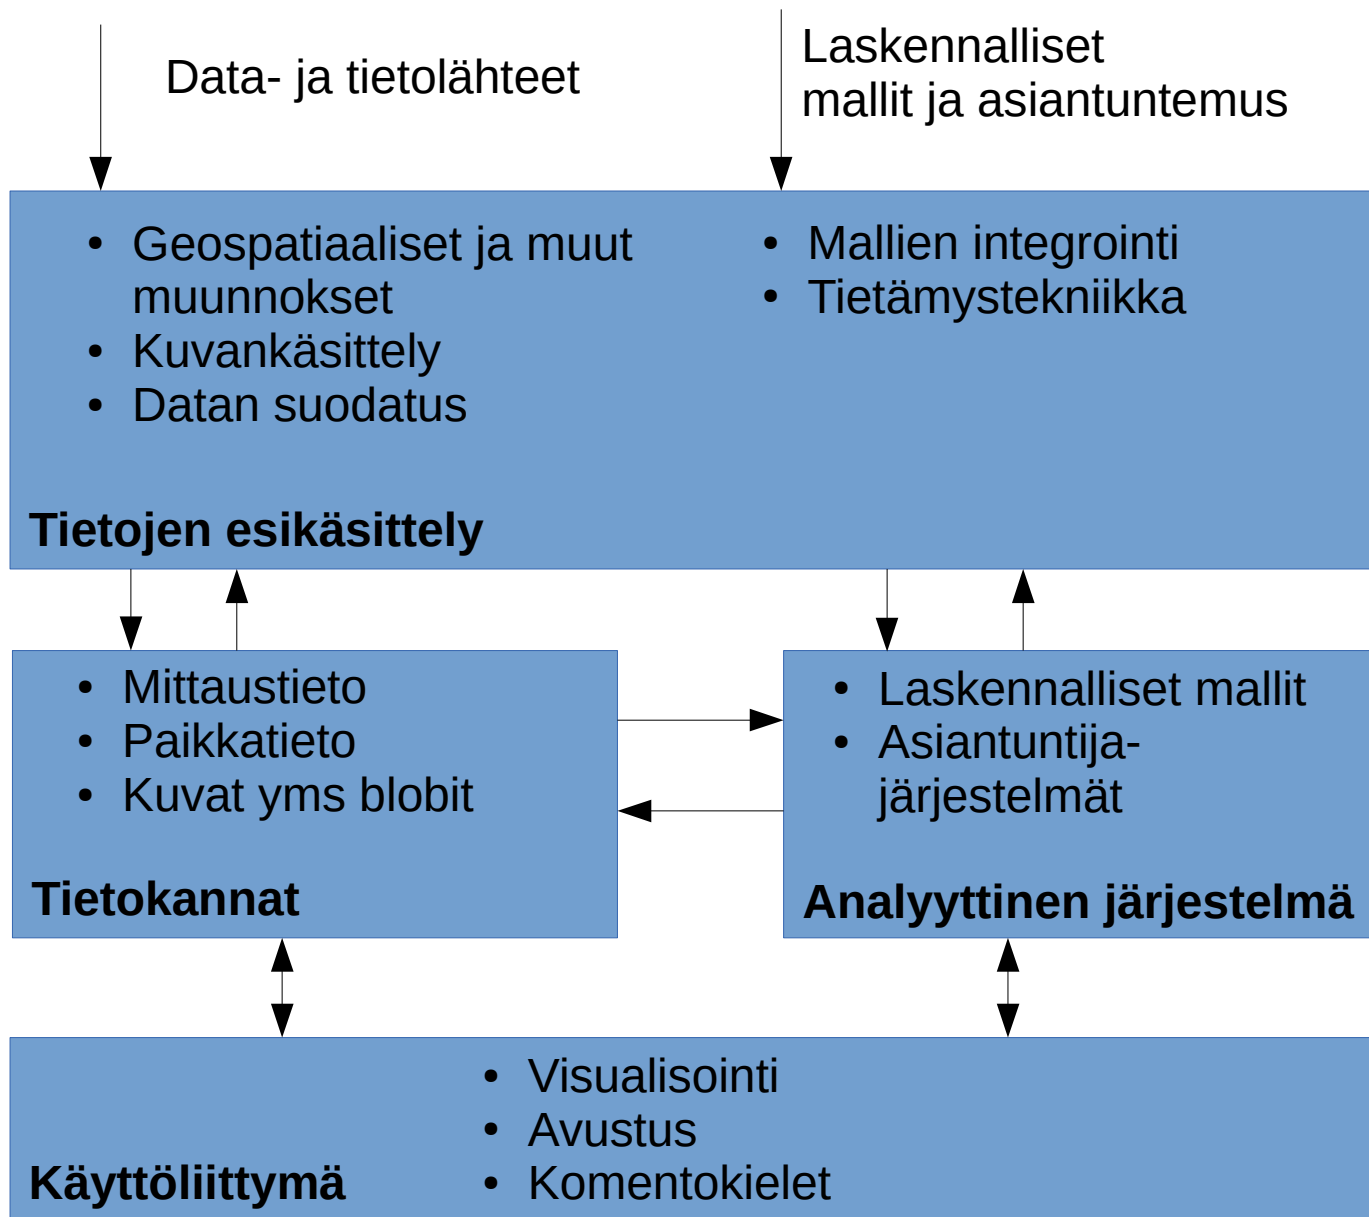 Data- ja tietolähteet
Laskennalliset
mallit ja asiantuntemus
• Geospatiaaliset ja muut
muunnokset
• Kuvankäsittely
• Datan suodatus
• Mallien integrointi
• Tietämystekniikka
Tietojen esikäsittely
• Mittaustieto
• Paikkatieto
• Kuvat yms blobit
Tietokannat
• Laskennalliset mallit
• Asiantuntija-
järjestelmät
Analyyttinen järjestelmä
• Visualisointi
• Avustus
• Komentokielet
Käyttöliittymä